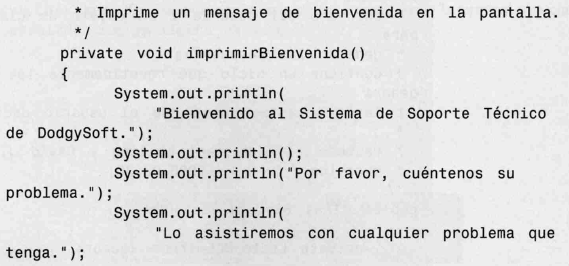 * Imprime un mensaje de bienvenida en la pantalla.
*/
private void imprimirBienvenida()
{
System.out.println(
"Bienvenido al Sistema de Soporte Técnico
de DodgySoft.");
System.out.println();
System.out.println("Por favor, cuéntenos su
problema.");
System.out.println(
"Lo asistiremos con cualquier problema que
tenga.");